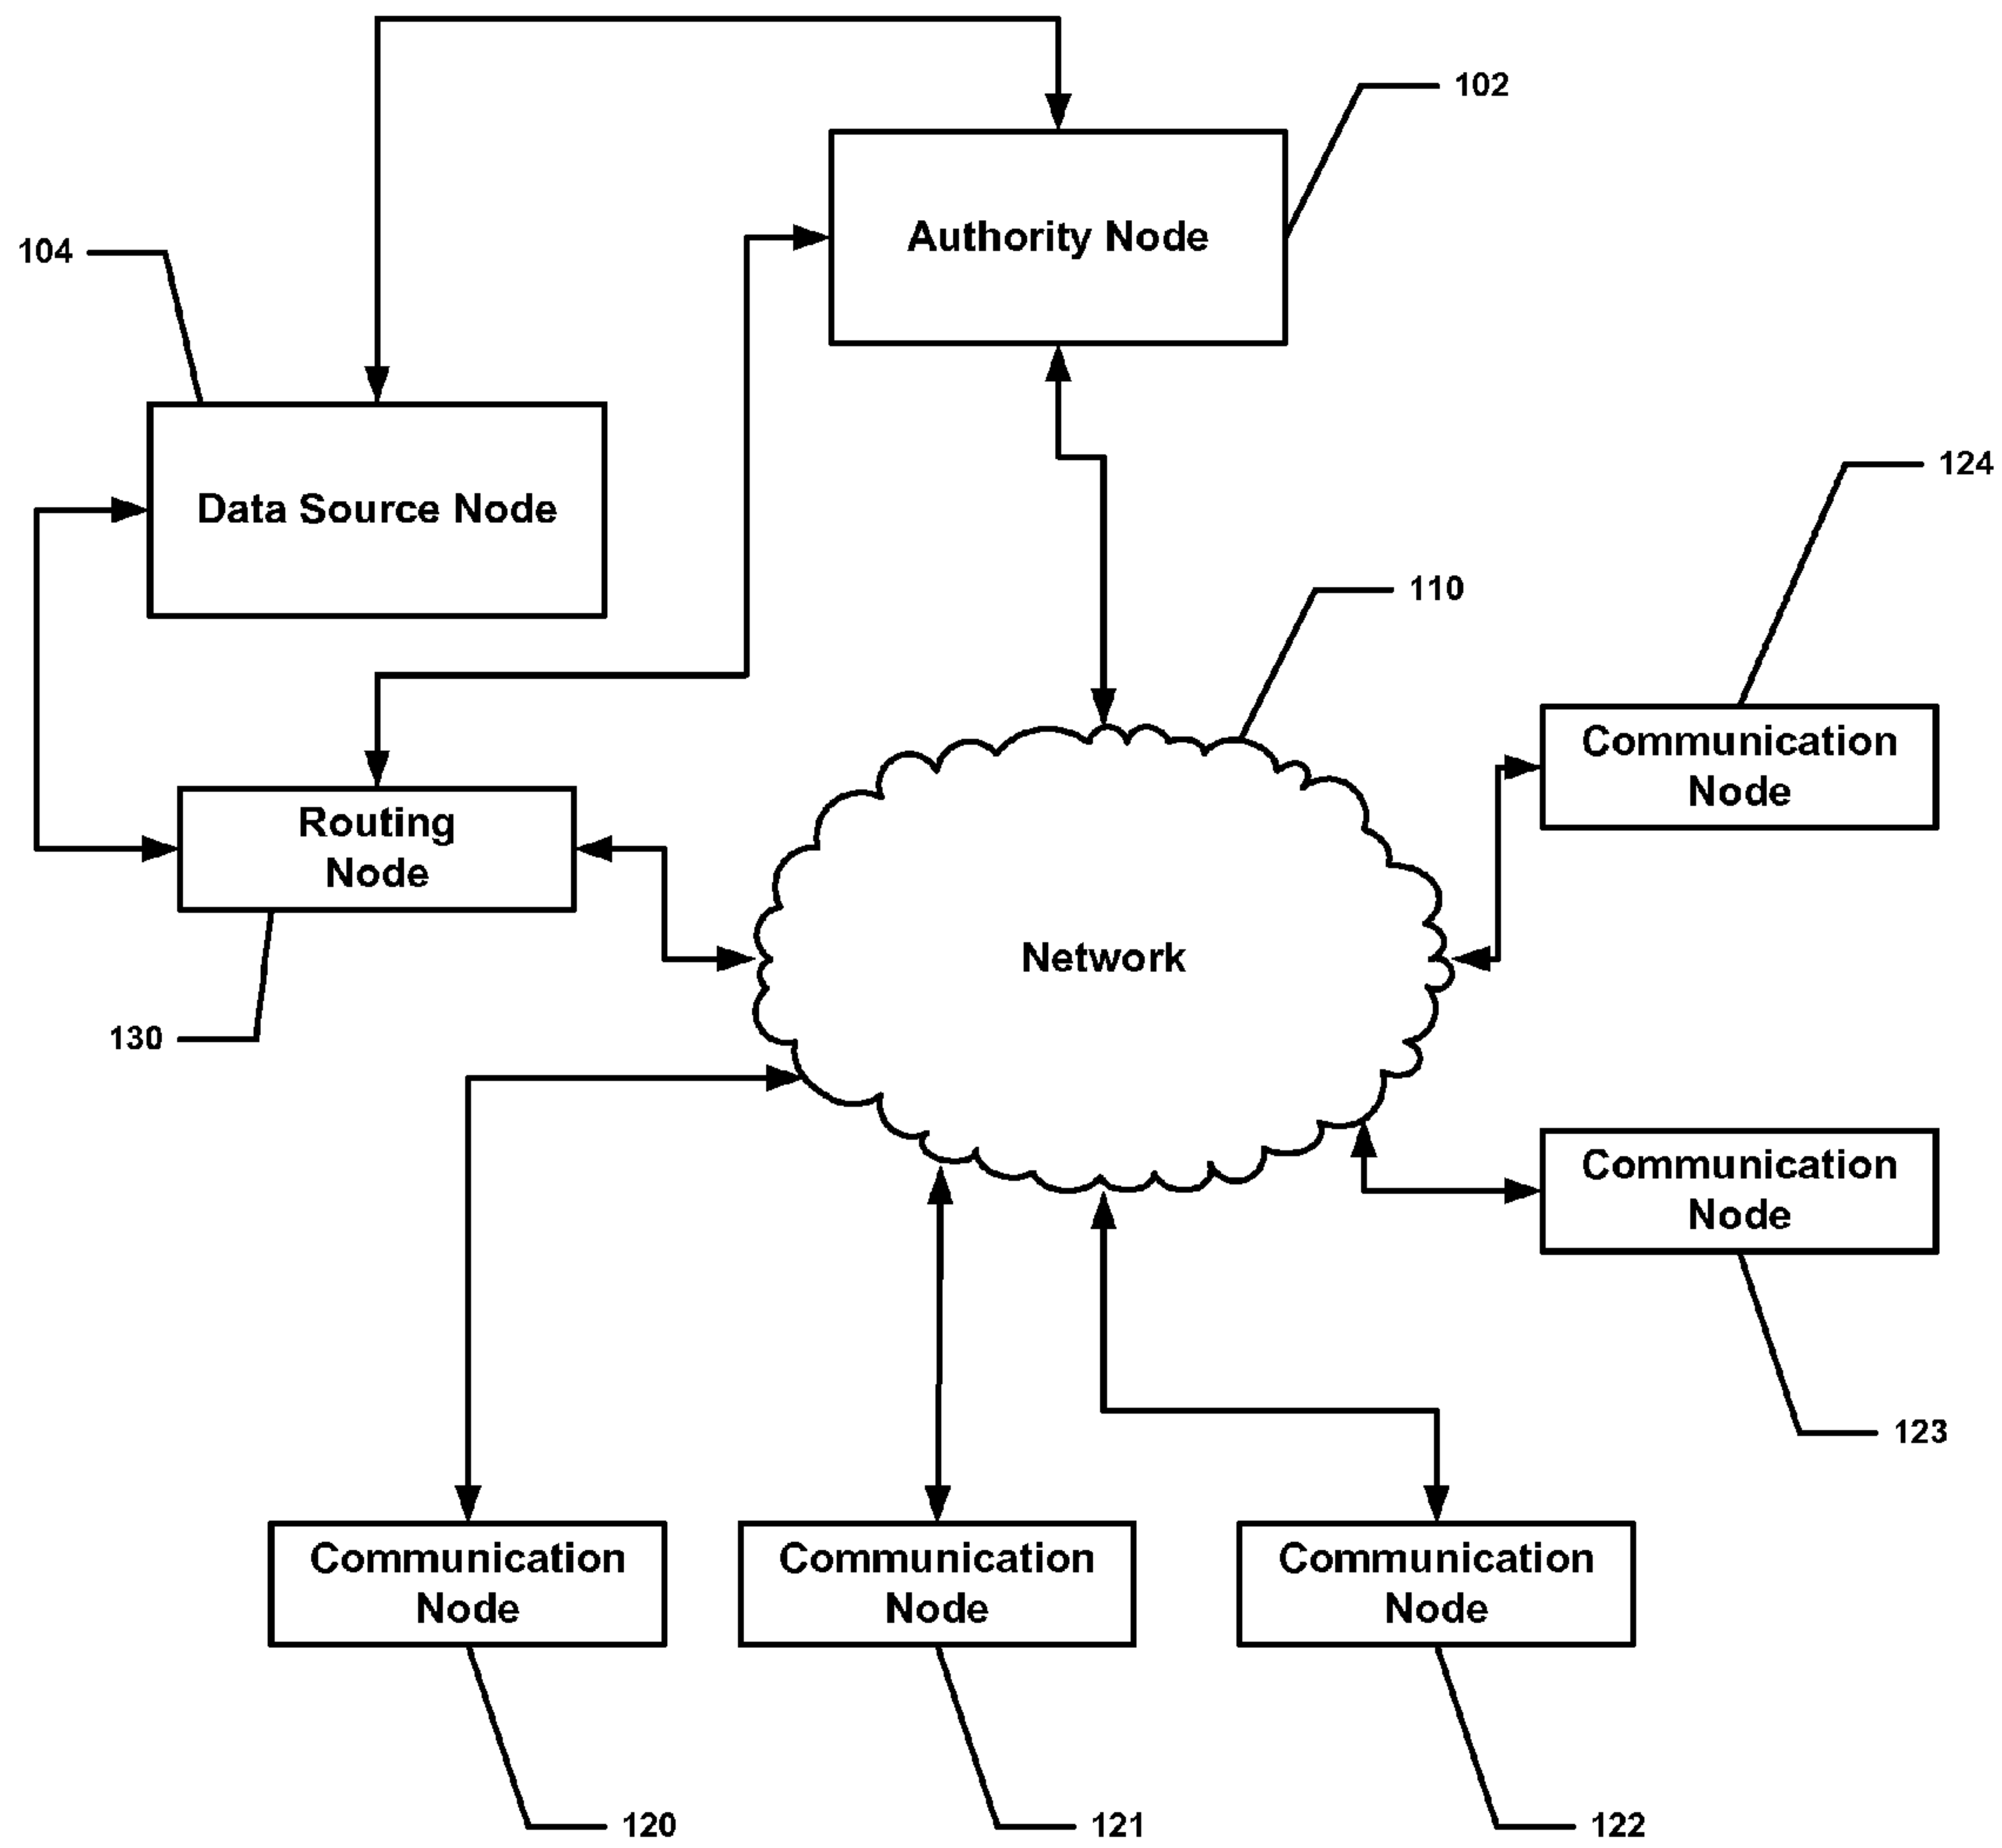 102
Authority Node
104
124
Data Source Node
110
Communication
Node
Routing
Node
Network
130
Communication
Node
123
Communication
Node
Communication
Node
Communication
Node
120
121
122